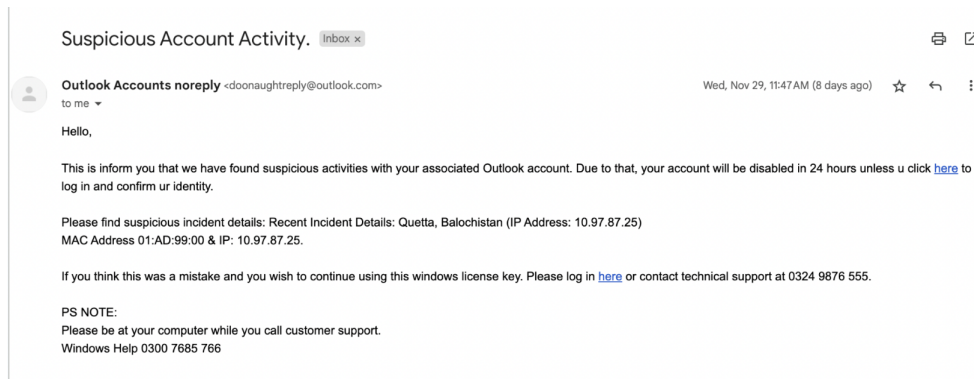 Suspicious Account Activity. Inbox x
Outlook Accounts noreply <doonaughtreply@outlook.com> Wed, Nov 29, 11:47 AM (8 days ago)
to me
Hello,
This is inform you that we have found suspicious activities with your associated Outlook account. Due to that, your account will be disabled in 24 hours unless u click here to
log in and confirm ur identity.
Please find suspicious incident details: Recent Incident Details: Quetta, Balochistan (IP Address: 10.97.87.25)
MAC Address 01:AD:99:00 & IP: 10.97.87.25.
If you think this was a mistake and you wish to continue using this windows license key. Please log in here or contact technical support at 0324 9876 555.
PS NOTE:
Please be at your computer while you call customer support.
Windows Help 0300 7685 766